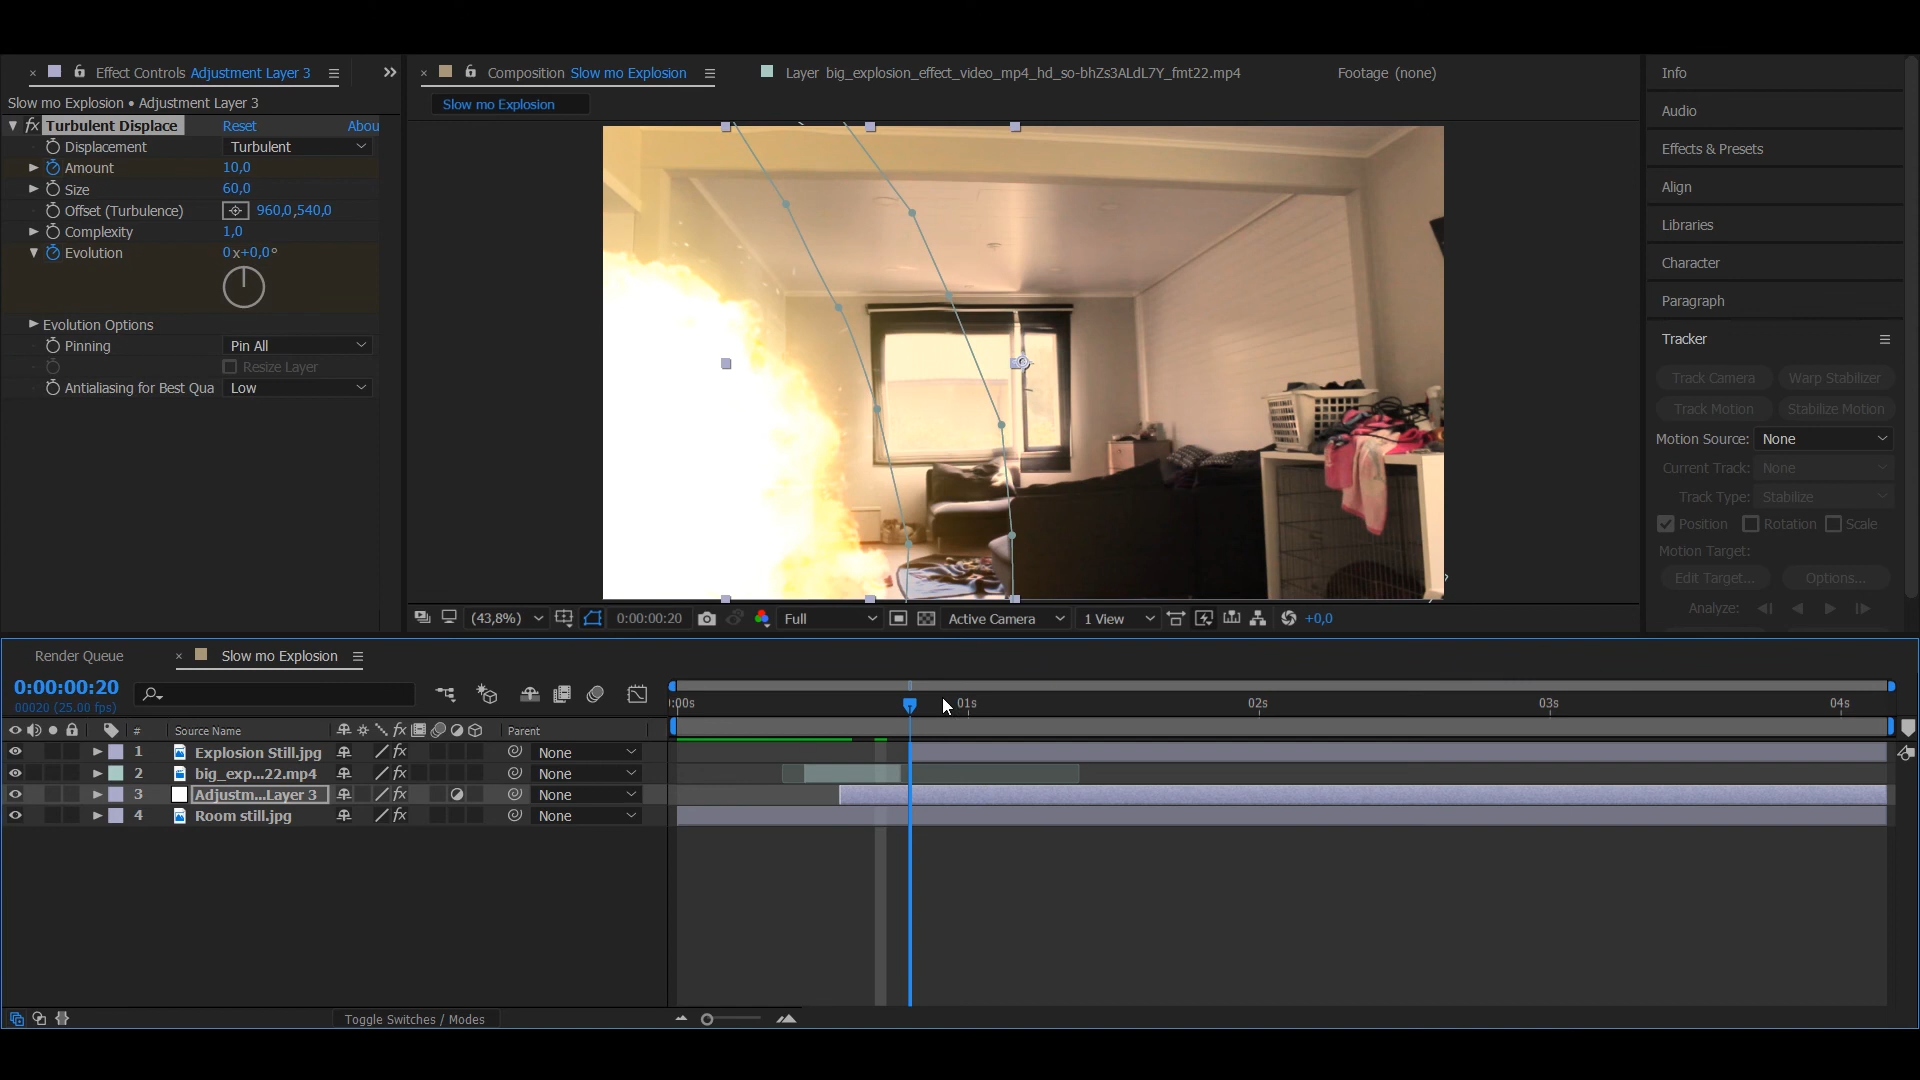 Effect Controls Adjustment Layer 3
Composition Slow mo Explosion
Layer big_explosion_effect_video_mp4_hd_so-bhZs3ALdL7Y_fmt22.mp4
Footage (none)
Slow mo Explosion • Adjustment Layer 3
Slow mo Explosion
fx Turbulent Displace Reset Abou
Displacement Turbulent
Amount 10,0
Size 60,0
Offset (Turbulence) 960,0,540,0
Complexity 1,0
Evolution 0x+0,0°
Evolution Options
Pinning Pin All
Resize Layer
Antialiasing for Best Qua Low
Info
Audio
Effects & Presets
Align
Libraries
Character
Paragraph
Tracker
Track Camera Warp Stabilizer
Track Motion Stabilize Motion
Motion Source: None
Current Track: None
Track Type: Stabilize
Position Rotation Scale
Motion Target:
Edit Target... Options...
Analyze:
(43,8%) 0:00:00:20 Full Active Camera 1 View +0,0
Render Queue Slow mo Explosion
0:00:00:20
00020 (25.00 fps)
:00s 01s 02s 03s 04s
# Source Name fx Parent
1 Explosion Still.jpg fx None
2 big_exp...22.mp4 fx None
3 Adjustm...Layer 3 fx None
4 Room still.jpg fx None
Toggle Switches / Modes